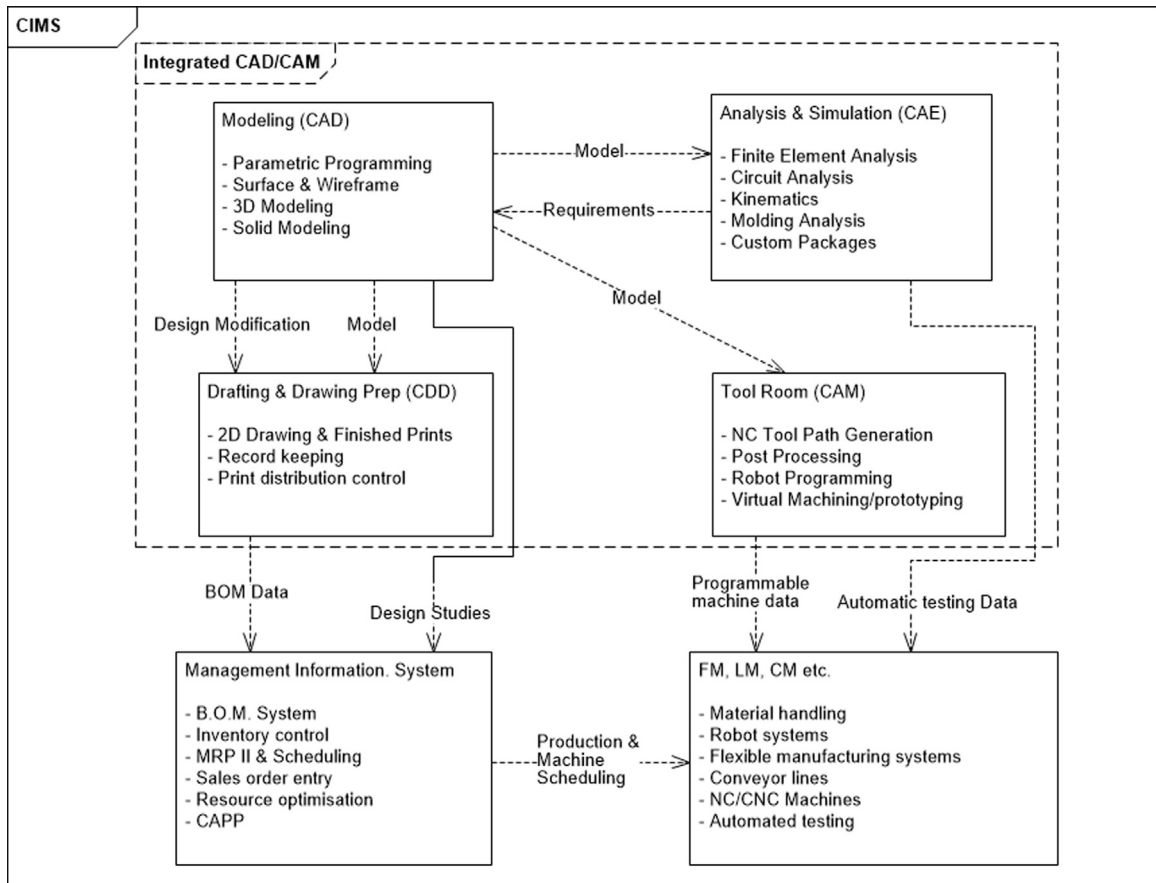 CIMS
Integrated CAD/CAM
Modeling (CAD)
- Parametric Programming
- Surface & Wireframe
- 3D Modeling
- Solid Modeling
Model
Requirements
Analysis & Simulation (CAE)
- Finite Element Analysis
- Circuit Analysis
- Kinematics
- Molding Analysis
- Custom Packages
Design Modification
Model
Model
Drafting & Drawing Prep (CDD)
- 2D Drawing & Finished Prints
- Record keeping
- Print distribution control
Tool Room (CAM)
- NC Tool Path Generation
- Post Processing
- Robot Programming
- Virtual Machining/prototyping
BOM Data
Design Studies
Programmable
machine data
Automatic testing Data
Management Information. System
- B.O.M. System
- Inventory control
- MRP II & Scheduling
- Sales order entry
- Resource optimisation
- CAPP
Production &
Machine
Scheduling
FM, LM, CM etc.
- Material handling
- Robot systems
- Flexible manufacturing systems
- Conveyor lines
- NC/CNC Machines
- Automated testing